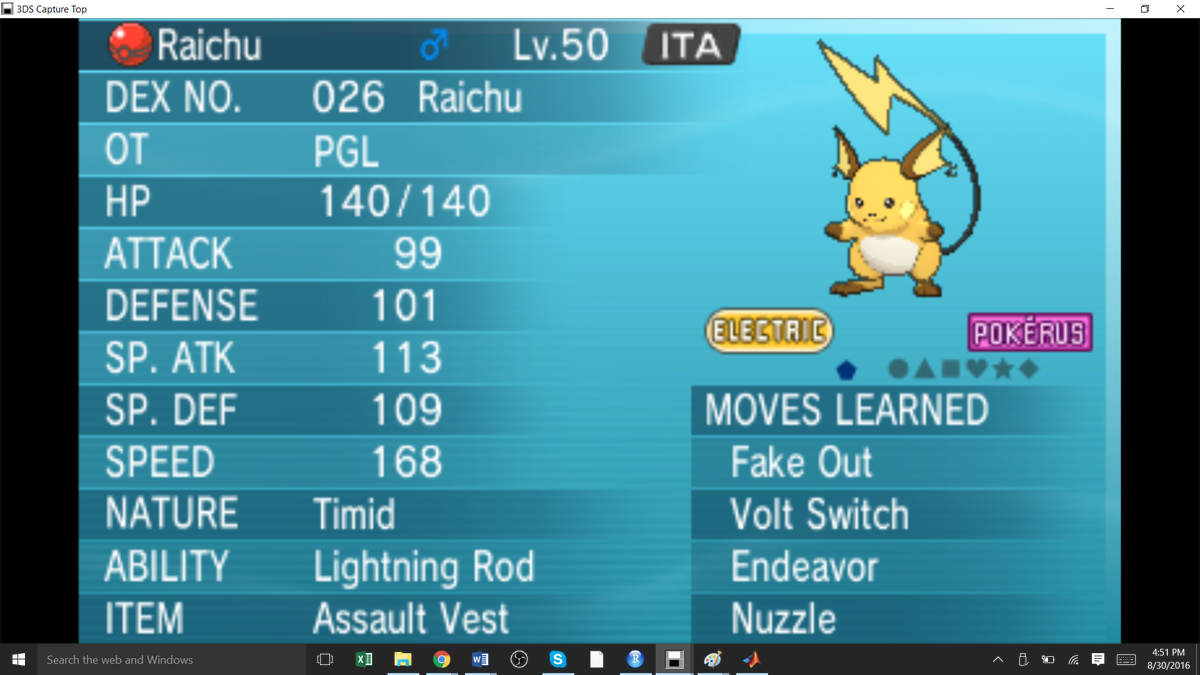 3DS Capture Top
Raichu ♂ Lv.50 ITA
DEX NO. 026 Raichu
OT PGL
HP 140/140
ATTACK 99
DEFENSE 101
SP. ATK 113
SP. DEF 109
SPEED 168
NATURE Timid
ABILITY Lightning Rod
ITEM Assault Vest
ELECTRIC
POKÉRUS
MOVES LEARNED
Fake Out
Volt Switch
Endeavor
Nuzzle
Search the web and Windows
4:51 PM
8/30/2016